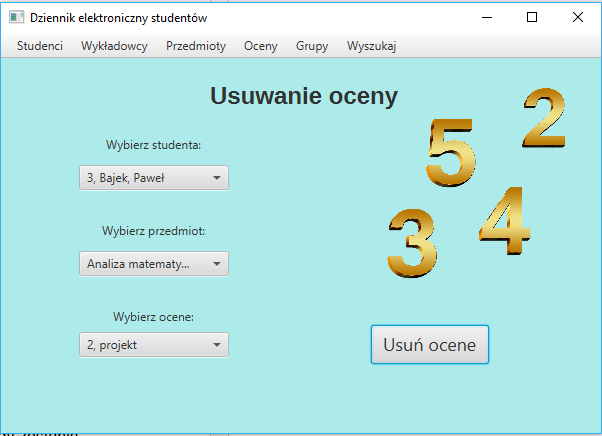 Dziennik elektroniczny studentów
Studenci Wykładowcy Przedmioty Oceny Grupy Wyszukaj
Usuwanie oceny
Wybierz studenta:
3, Bajek, Paweł
Wybierz przedmiot:
Analiza matematy...
Wybierz ocene:
2, projekt
5 2
3 4
Usuń ocene